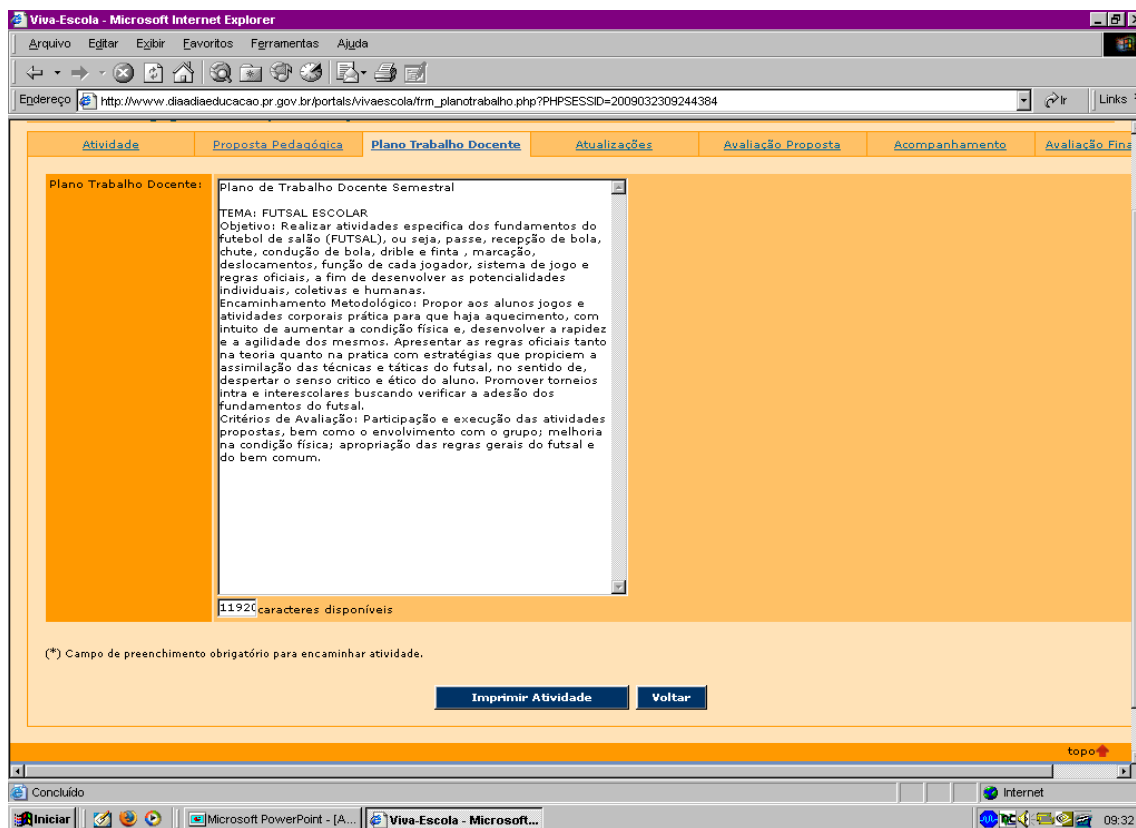 Viva-Escola - Microsoft Internet Explorer
Arquivo Editar Exibir Favoritos Ferramentas Ajuda
Endereço http://www.diaadiaeducacao.pr.gov.br/portals/vivaescola/frm_planotrabalho.php?PHPSESSID=2009032309244384 Ir Links
Atividade Proposta Pedagógica Plano Trabalho Docente Atualizações Avaliação Proposta Acompanhamento Avaliação Fina
Plano Trabalho Docente:
Plano de Trabalho Docente Semestral
TEMA: FUTSAL ESCOLAR
Objetivo: Realizar atividades especifica dos fundamentos do
futebol de salão (FUTSAL), ou seja, passe, recepção de bola,
chute, condução de bola, drible e finta , marcação,
deslocamentos, função de cada jogador, sistema de jogo e
regras oficiais, a fim de desenvolver as potencialidades
individuais, coletivas e humanas.
Encaminhamento Metodológico: Propor aos alunos jogos e
atividades corporais prática para que haja aquecimento, com
intuito de aumentar a condição física e, desenvolver a rapidez
e a agilidade dos mesmos. Apresentar as regras oficiais tanto
na teoria quanto na pratica com estratégias que propiciem a
assimilação das técnicas e táticas do futsal, no sentido de,
despertar o senso critico e ético do aluno. Promover torneios
intra e interescolares buscando verificar a adesão dos
fundamentos do futsal.
Critérios de Avaliação: Participação e execução das atividades
propostas, bem como o envolvimento com o grupo; melhoria
na condição física; apropriação das regras gerais do futsal e
do bem comum.
11920 caracteres disponíveis
(*) Campo de preenchimento obrigatório para encaminhar atividade.
Imprimir Atividade Voltar
topo
Concluído Internet
Iniciar Microsoft PowerPoint - [A... Viva-Escola - Microsoft... 09:32